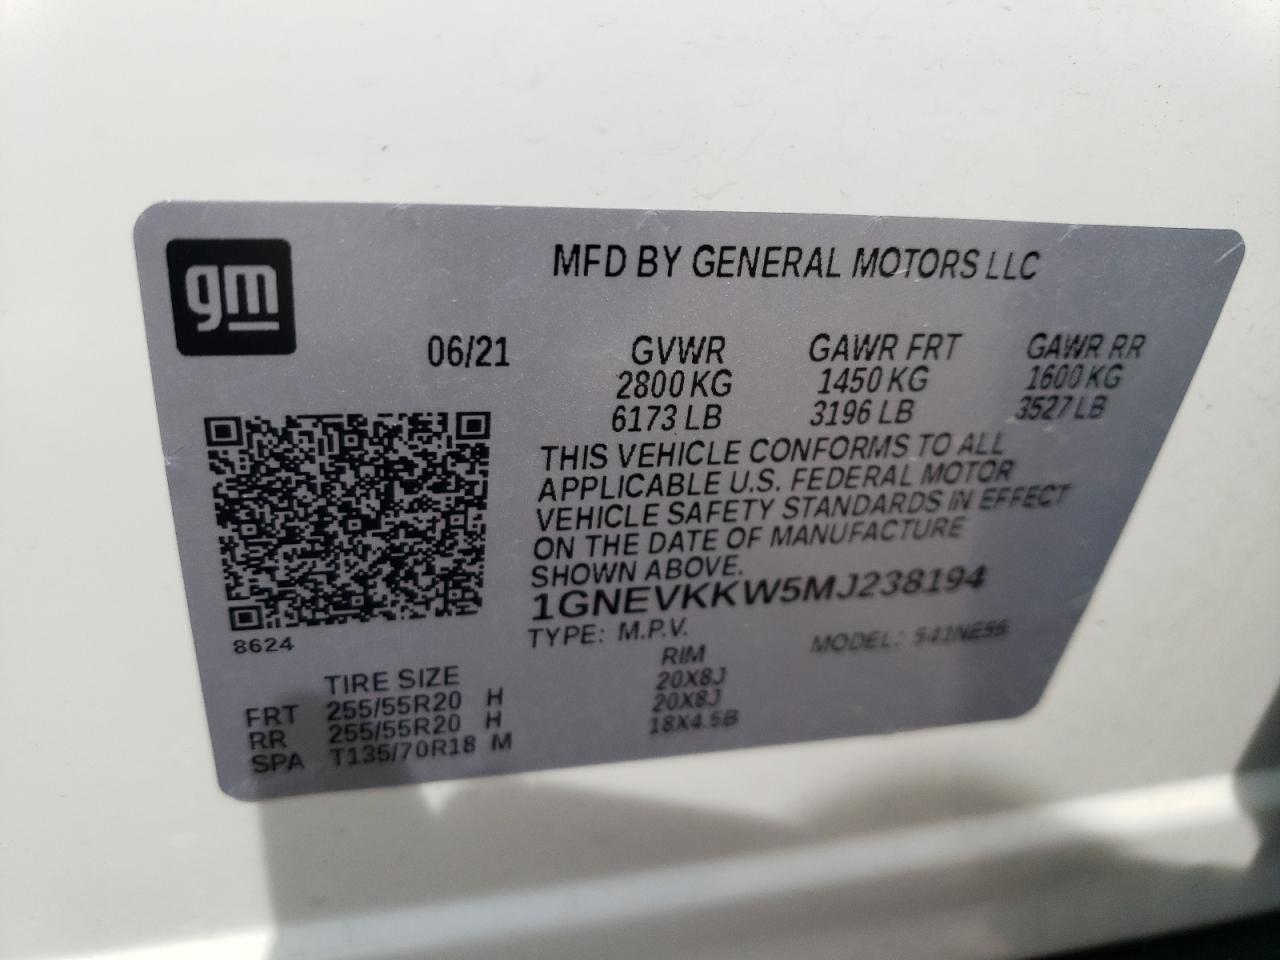 gm
MFD BY GENERAL MOTORS LLC
06/21 GVWR GAWR FRT GAWR RR
2800 KG 1450 KG 1600 KG
6173 LB 3196 LB 3527 LB
THIS VEHICLE CONFORMS TO ALL
APPLICABLE U.S. FEDERAL MOTOR
VEHICLE SAFETY STANDARDS IN EFFECT
ON THE DATE OF MANUFACTURE
SHOWN ABOVE.
1GNEVKKW5MJ238194
8624
TYPE: M.P.V. MODEL:
TIRE SIZE RIM
FRT 255/55R20 H 20X8J
RR 255/55R20 H 20X8J
SPA T135/70R18 M 18X4.5B